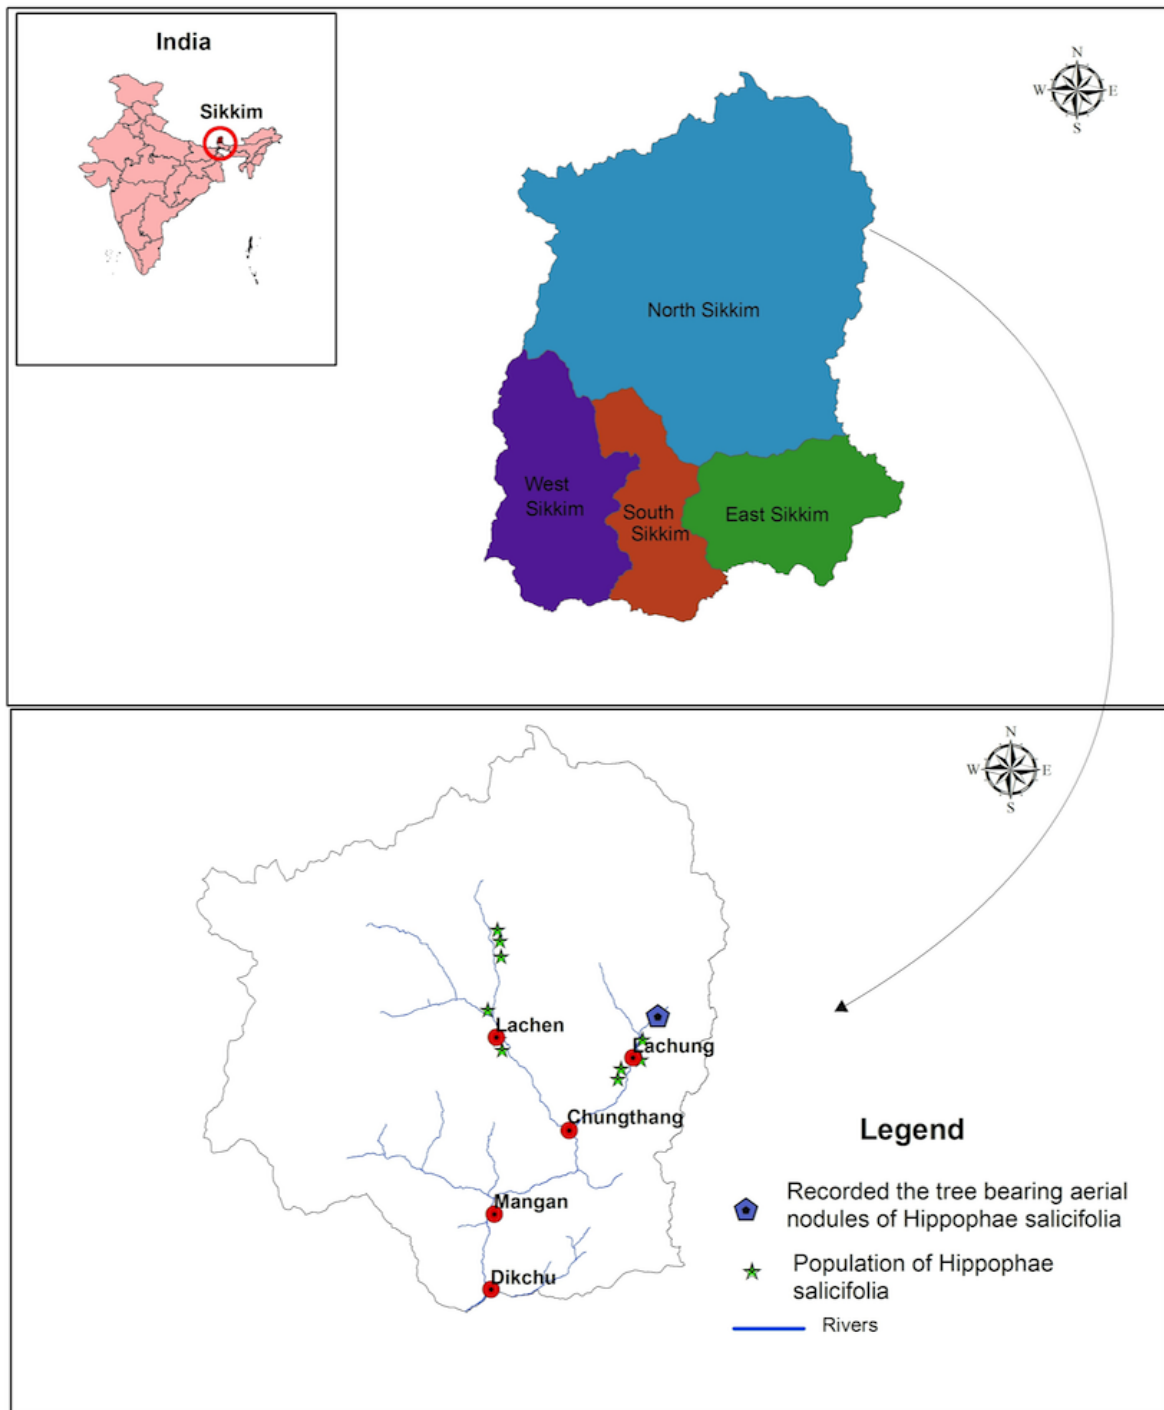 India
Sikkim
N
W E
S
North Sikkim
West
Sikkim
South
Sikkim
East Sikkim
N
W E
S
Lachen
Lachung
Chungthang
Mangan
Dikchu
Legend
Recorded the tree bearing aerial
nodules of Hippophae salicifolia
Population of Hippophae
salicifolia
Rivers